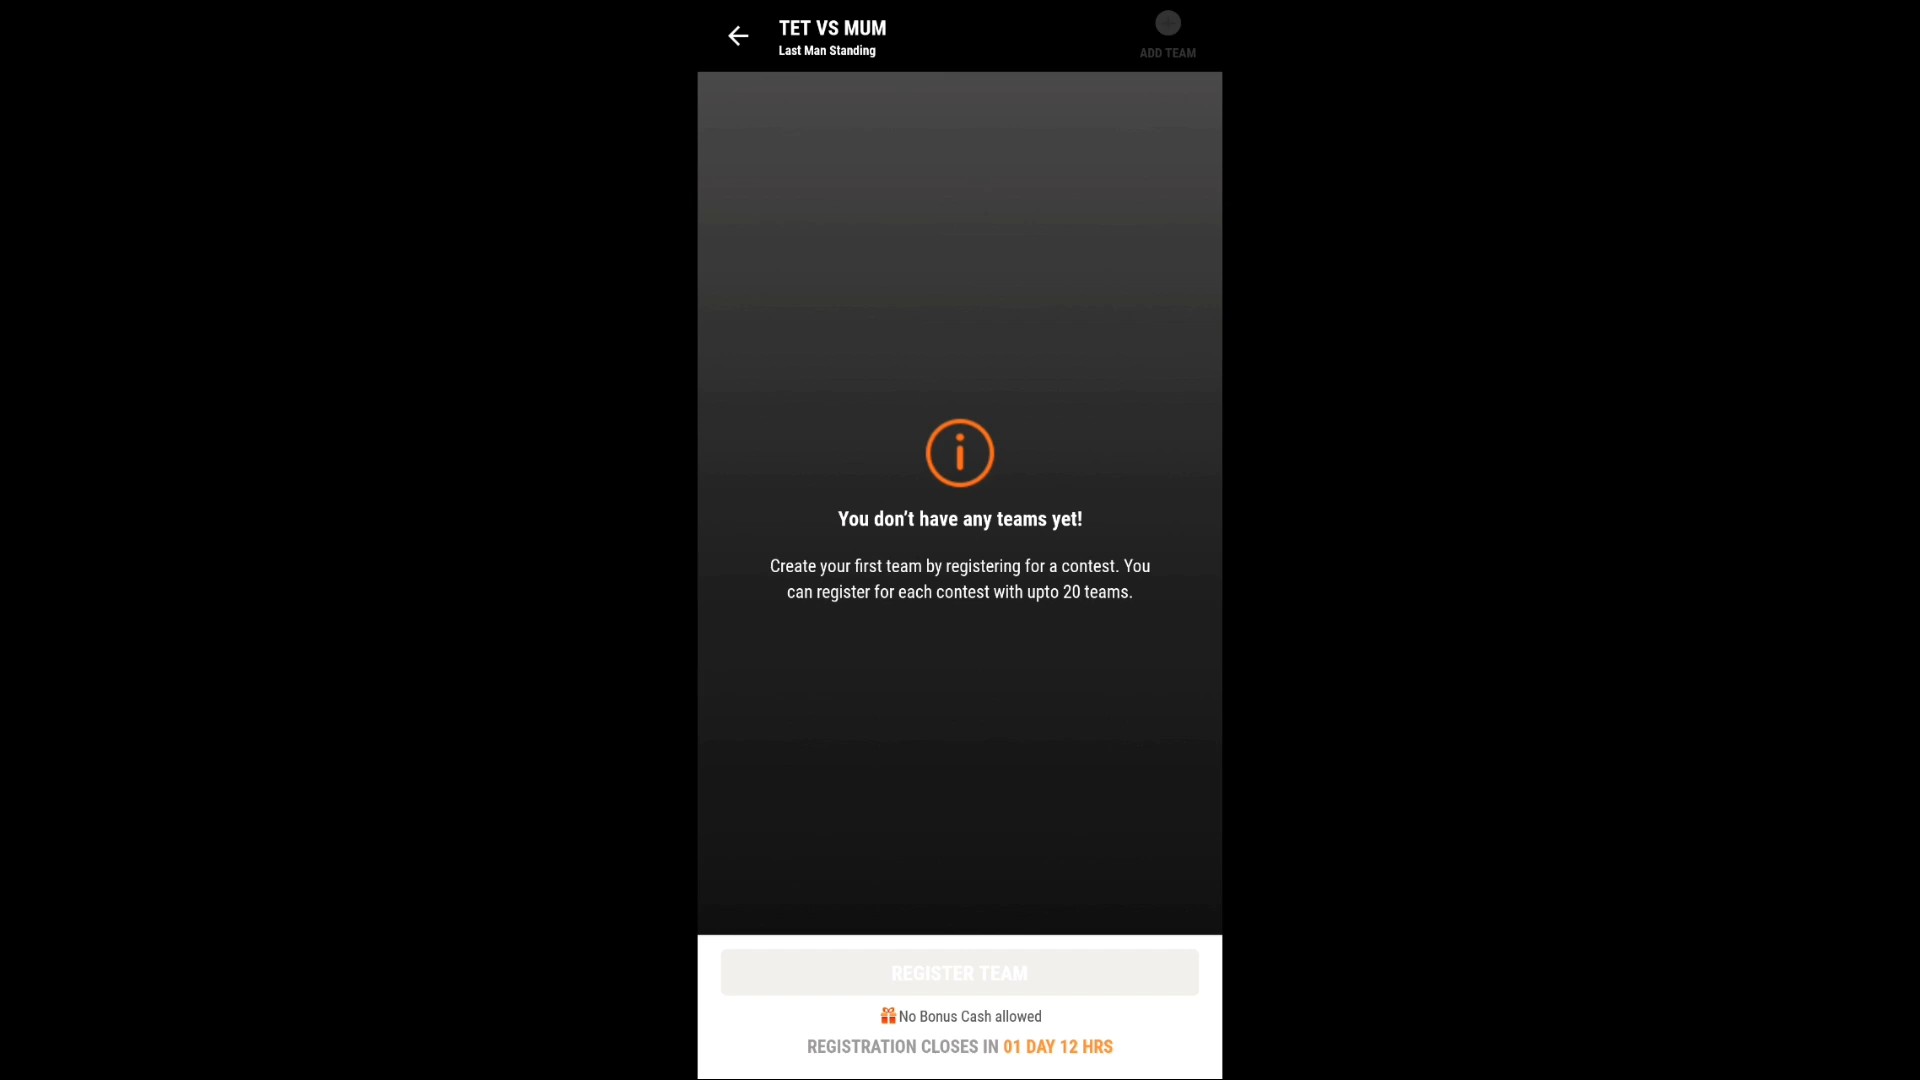 TET VS MUM
Last Man Standing
ADD TEAM
You don't have any teams yet!
Create your first team by registering for a contest. You
can register for each contest with upto 20 teams.
REGISTER TEAM
No Bonus Cash allowed
REGISTRATION CLOSES IN 01 DAY 12 HRS